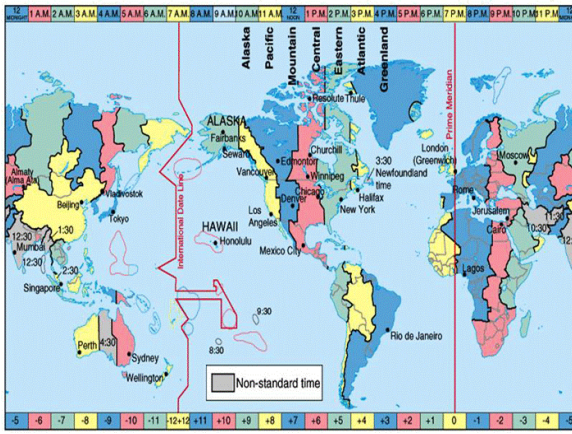 12 MIDNIGHT 1 A.M. 2 A.M. 3 A.M. 4 A.M. 5 A.M. 6 A.M. 7 A.M. 8 A.M. 9 A.M. 10 A.M. 11 A.M. 12 NOON 1 P.M. 2 P.M. 3 P.M. 4 P.M. 5 P.M. 6 P.M. 7 P.M. 8 P.M. 9 P.M. 10 P.M. 11 P.M. 12 MIDNIGHT
Alaska
Pacific
Mountain
Central
Eastern
Atlantic
Greenland
Prime Meridian
International Date Line
Resolute
Thule
ALASKA
Fairbanks
Seward
Churchill
Edmonton
Vancouver
Winnipeg
3:30
Newfoundland
time
Chicago
Halifax
Denver
New York
Los
Angeles
HAWAII
Honolulu
Mexico City
London
(Greenwich)
Moscow
Rome
Jerusalem
Cairo
11:30
10:30
Lagos
Almaty
(Alma Ata)
Vladivostok
Beijing
Tokyo
12:30
1:30
Mumbai
12:30
2:30
Singapore
9:30
8:30
Rio de Janeiro
Perth
4:30
Sydney
Wellington
Non-standard time
-5 -6 -7 -8 -9 -10 -11 -12 +12 +11 +10 +9 +8 +7 +6 +5 +4 +3 +2 +1 0 -1 -2 -3 -4 -5